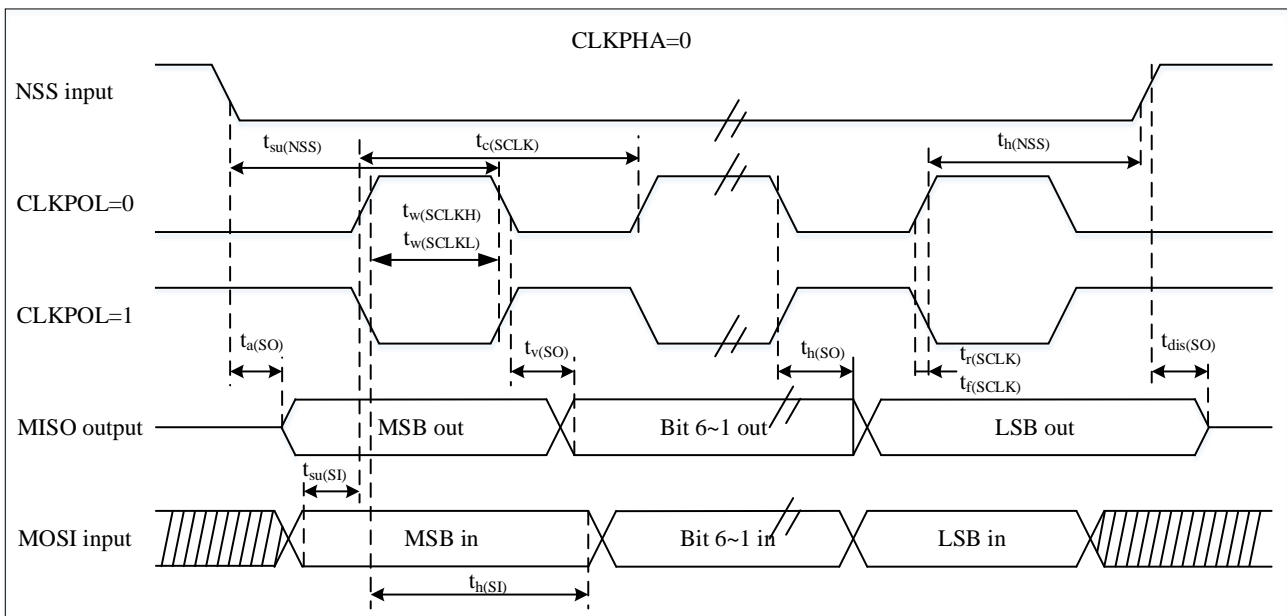 CLKPHA=0
NSS input
tsu(NSS)
tc(SCLK)
th(NSS)
CLKPOL=0
tw(SCLKH)
tw(SCLKL)
CLKPOL=1
ta(SO)
tv(SO)
th(SO)
tr(SCLK)
tf(SCLK)
tdis(SO)
MISO output
MSB out
Bit 6~1 out
LSB out
tsu(SI)
MOSI input
MSB in
Bit 6~1 in
LSB in
th(SI)